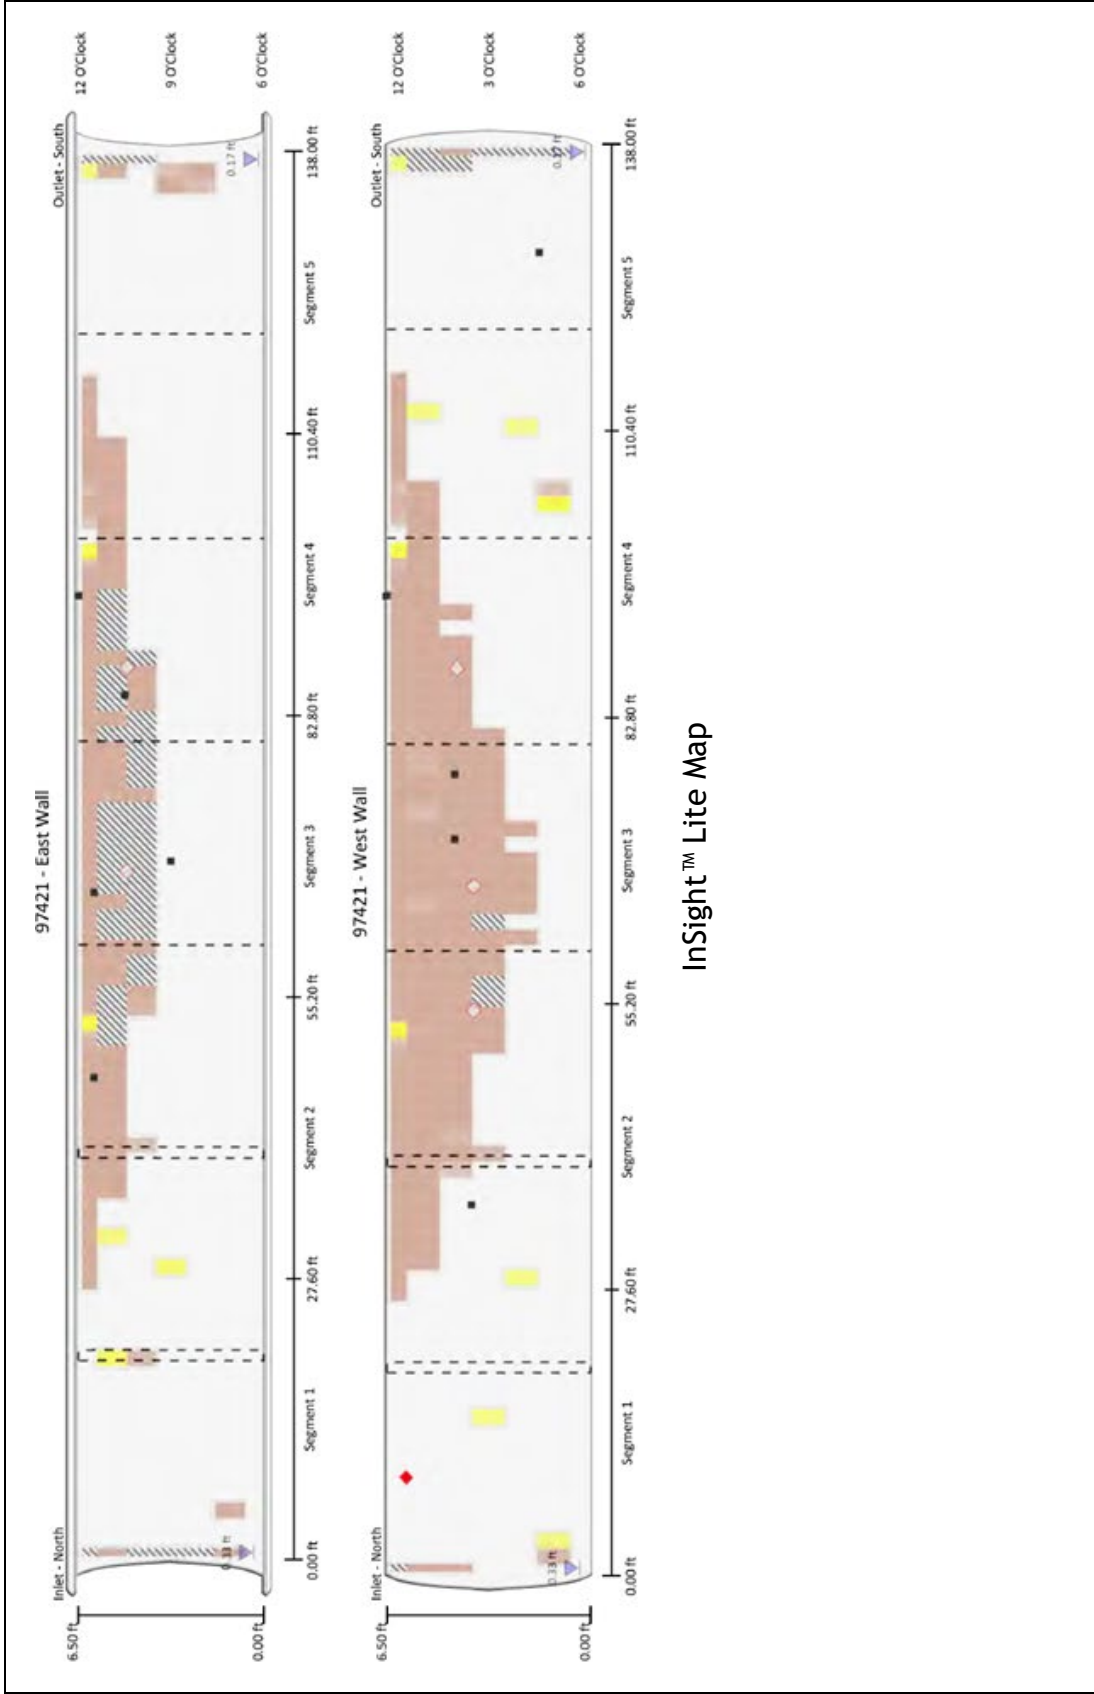 97421 - East Wall
Inlet - North
Outlet - South
6.50 ft
0.00 ft
12 O'Clock
9 O'Clock
6 O'Clock
0.33 ft
0.17 ft
0.00 ft
Segment 1
27.60 ft
Segment 2
55.20 ft
Segment 3
82.80 ft
Segment 4
110.40 ft
Segment 5
138.00 ft
97421 - West Wall
Inlet - North
Outlet - South
6.50 ft
0.00 ft
12 O'Clock
3 O'Clock
6 O'Clock
0.33 ft
0.17 ft
0.00 ft
Segment 1
27.60 ft
Segment 2
55.20 ft
Segment 3
82.80 ft
Segment 4
110.40 ft
Segment 5
138.00 ft
InSight™ Lite Map